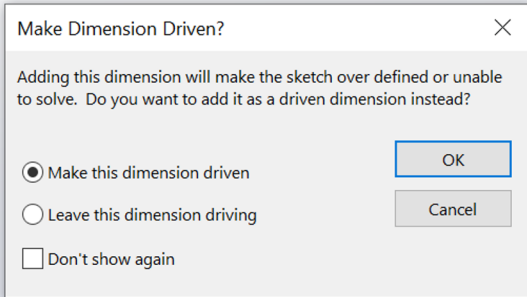 Make Dimension Driven?
Adding this dimension will make the sketch over defined or unable
to solve.  Do you want to add it as a driven dimension instead?
Make this dimension driven
OK
Leave this dimension driving
Cancel
Don't show again